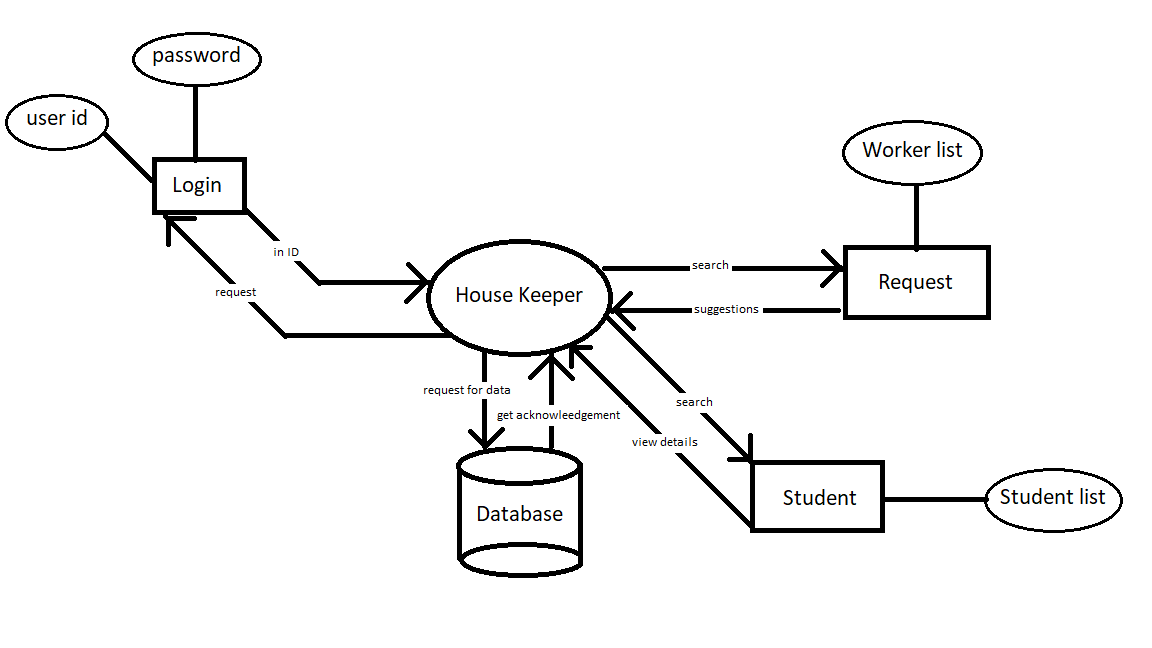 password
user id
Login
Worker list
in ID
request
House Keeper
search
Request
suggestions
request for data
get acknowleedgement
search
view details
Database
Student
Student list